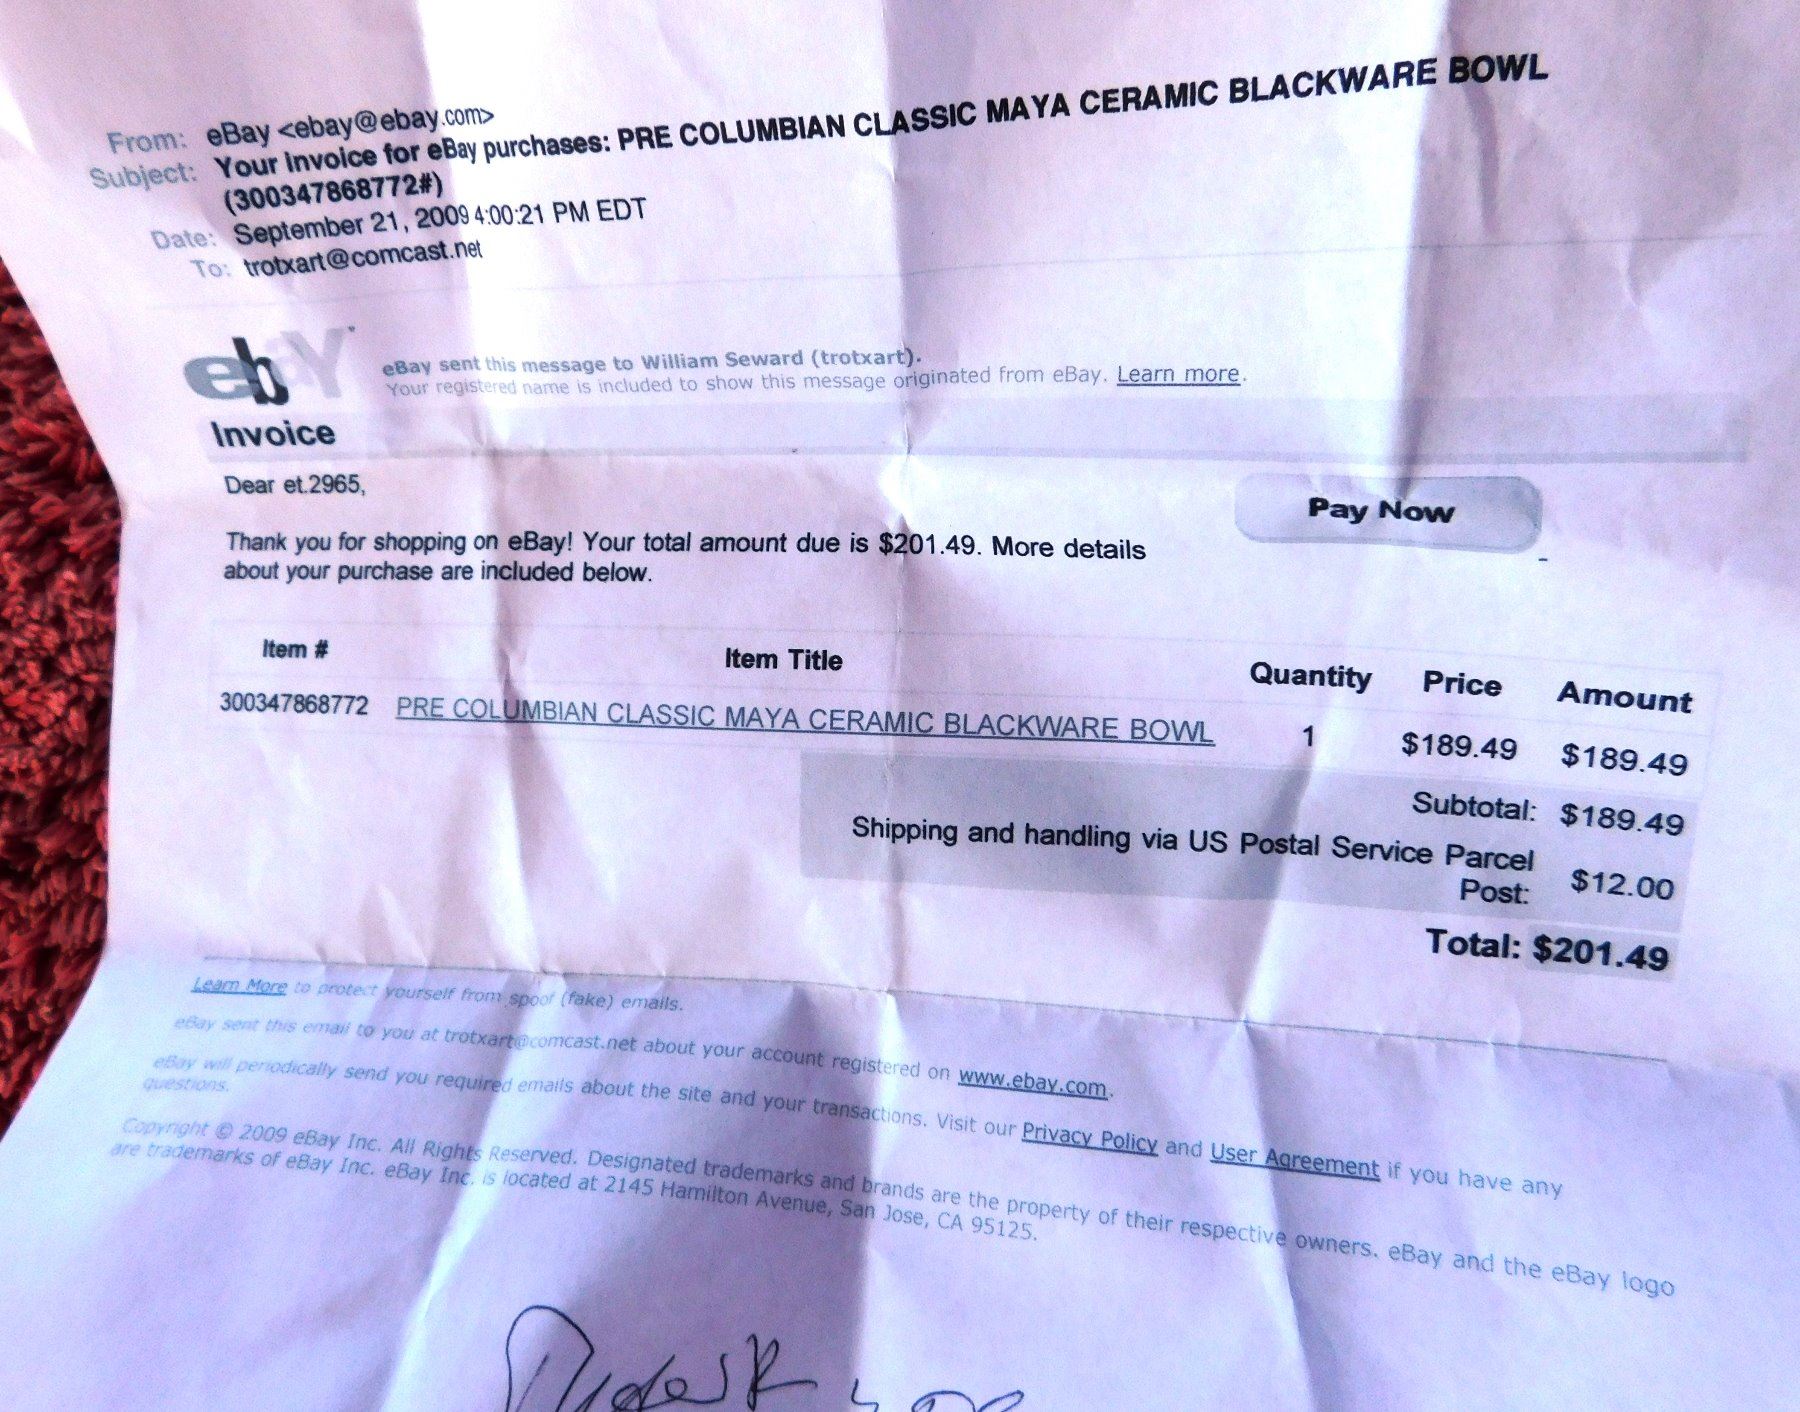 From: eBay <ebay@ebay.com>
Subject: Your invoice for eBay purchases: PRE COLUMBIAN CLASSIC MAYA CERAMIC BLACKWARE BOWL
(300347868772#)
Date: September 21, 2009 4:00:21 PM EDT
To: trotxart@comcast.net
ebaY
eBay sent this message to William Seward (trotxart).
Your registered name is included to show this message originated from eBay. Learn more.
Invoice
Dear et.2965,
Pay Now
Thank you for shopping on eBay! Your total amount due is $201.49. More details
about your purchase are included below.
Item # Item Title Quantity Price Amount
300347868772 PRE COLUMBIAN CLASSIC MAYA CERAMIC BLACKWARE BOWL 1 $189.49 $189.49
Subtotal: $189.49
Shipping and handling via US Postal Service Parcel
Post: $12.00
Total: $201.49
Learn More to protect yourself from spoof (fake) emails.
eBay sent this email to you at trotxart@comcast.net about your account registered on www.ebay.com.
eBay will periodically send you required emails about the site and your transactions. Visit our Privacy Policy and User Agreement if you have any
questions.
Copyright © 2009 eBay Inc. All Rights Reserved. Designated trademarks and brands are the property of their respective owners. eBay and the eBay logo
are trademarks of eBay Inc. eBay Inc. is located at 2145 Hamilton Avenue, San Jose, CA 95125.